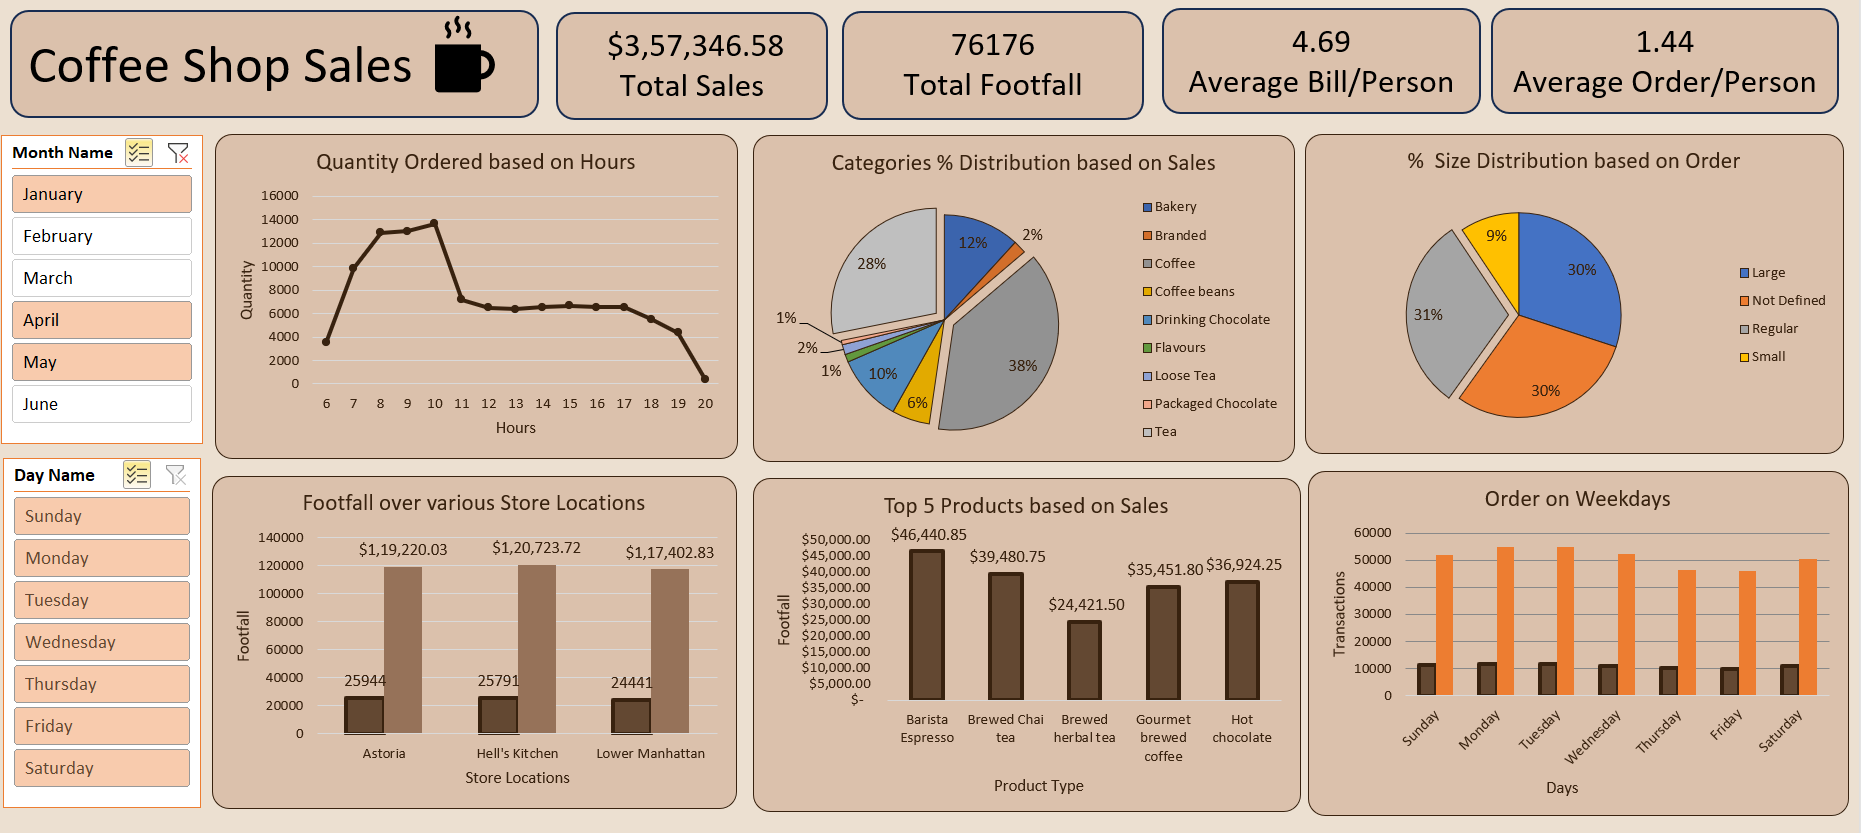 Coffee Shop Sales
$3,57,346.58
Total Sales
76176
Total Footfall
4.69
Average Bill/Person
1.44
Average Order/Person
Month Name
January
February
March
April
May
June
Day Name
Sunday
Monday
Tuesday
Wednesday
Thursday
Friday
Saturday
Quantity Ordered based on Hours
Quantity
16000
14000
12000
10000
8000
6000
4000
2000
0
6 7 8 9 10 11 12 13 14 15 16 17 18 19 20
Hours
Categories % Distribution based on Sales
12%
2%
38%
6%
10%
1%
2%
1%
28%
Bakery
Branded
Coffee
Coffee beans
Drinking Chocolate
Flavours
Loose Tea
Packaged Chocolate
Tea
% Size Distribution based on Order
30%
30%
31%
9%
Large
Not Defined
Regular
Small
Footfall over various Store Locations
Footfall
140000
120000
100000
80000
60000
40000
20000
0
$1,19,220.03 $1,20,723.72 $1,17,402.83
25944 25791 24441
Astoria Hell's Kitchen Lower Manhattan
Store Locations
Top 5 Products based on Sales
Footfall
$50,000.00
$45,000.00
$40,000.00
$35,000.00
$30,000.00
$25,000.00
$20,000.00
$15,000.00
$10,000.00
$5,000.00
$-
$46,440.85
$39,480.75
$24,421.50
$35,451.80
$36,924.25
Barista
Espresso
Brewed Chai
tea
Brewed
herbal tea
Gourmet
brewed
coffee
Hot
chocolate
Product Type
Order on Weekdays
Transactions
60000
50000
40000
30000
20000
10000
0
Sunday
Monday
Tuesday
Wednesday
Thursday
Friday
Saturday
Days